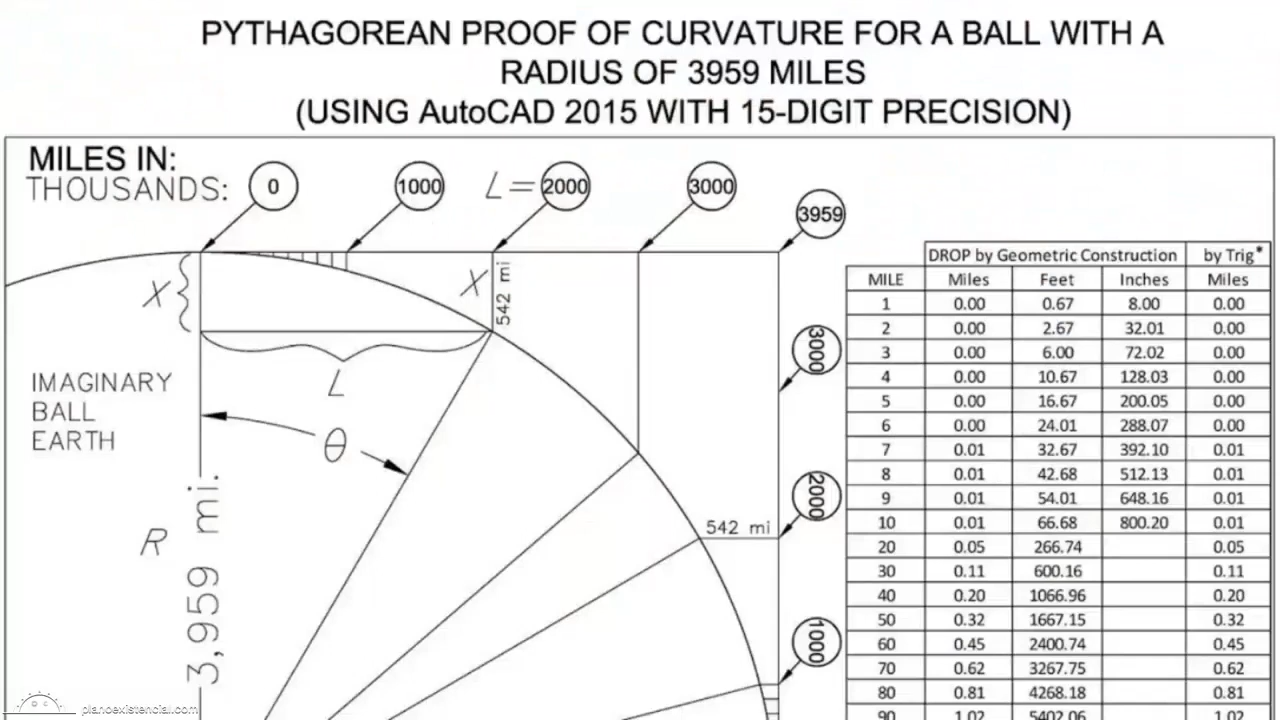 PYTHAGOREAN PROOF OF CURVATURE FOR A BALL WITH A
RADIUS OF 3959 MILES
(USING AutoCAD 2015 WITH 15-DIGIT PRECISION)
MILES IN:
THOUSANDS:
0
1000
L = 2000
3000
3959
X
X
542 mi
L
IMAGINARY
BALL
EARTH
θ
R
3,959 mi.
3000
2000
542 mi
1000
DROP by Geometric Construction by Trig*
MILE Miles Feet Inches Miles
1 0.00 0.67 8.00 0.00
2 0.00 2.67 32.01 0.00
3 0.00 6.00 72.02 0.00
4 0.00 10.67 128.03 0.00
5 0.00 16.67 200.05 0.00
6 0.00 24.01 288.07 0.00
7 0.01 32.67 392.10 0.01
8 0.01 42.68 512.13 0.01
9 0.01 54.01 648.16 0.01
10 0.01 66.68 800.20 0.01
20 0.05 266.74 0.05
30 0.11 600.16 0.11
40 0.20 1066.96 0.20
50 0.32 1667.15 0.32
60 0.45 2400.74 0.45
70 0.62 3267.75 0.62
80 0.81 4268.18 0.81
90 1.02 5402.06 1.02
planoexistencial.com